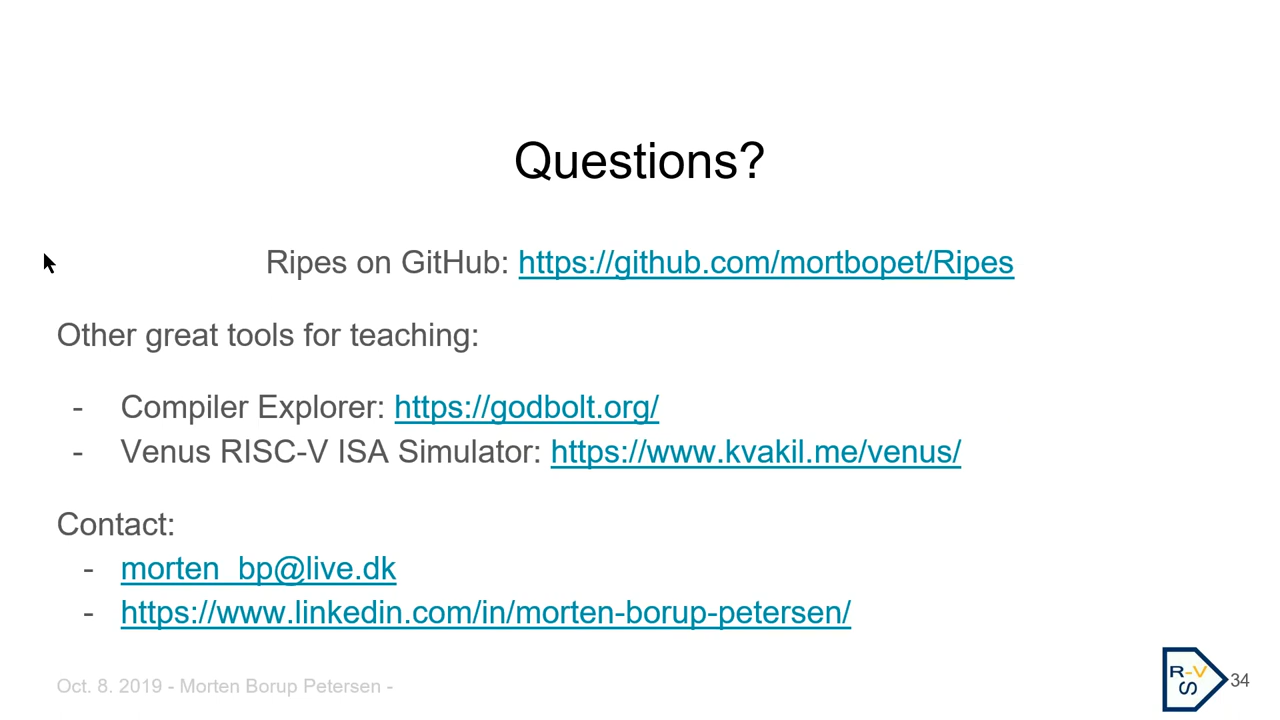 Questions?
Ripes on GitHub: https://github.com/mortbopet/Ripes
Other great tools for teaching:
- Compiler Explorer: https://godbolt.org/
- Venus RISC-V ISA Simulator: https://www.kvakil.me/venus/
Contact:
- morten_bp@live.dk
- https://www.linkedin.com/in/morten-borup-petersen/
Oct. 8. 2019 - Morten Borup Petersen -
R-V
S
34